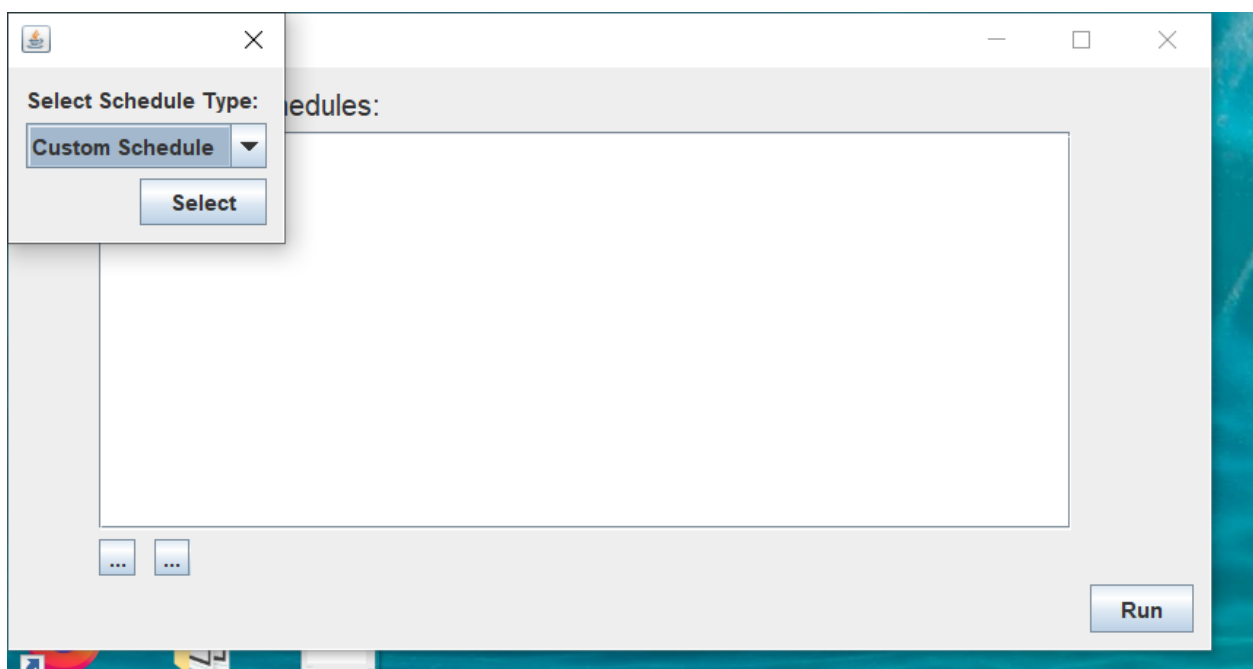 Select Schedule Type:
edules:
Custom Schedule
Select
...
...
Run